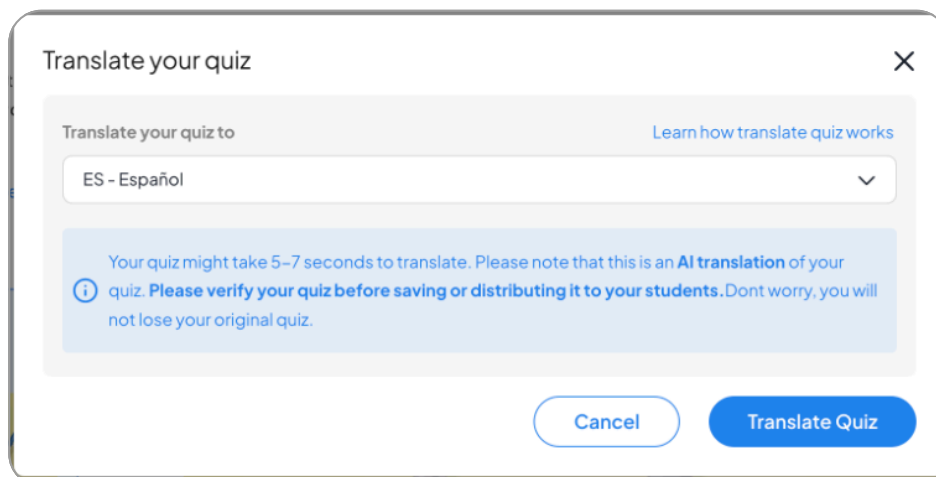 Translate your quiz
Translate your quiz to
Learn how translate quiz works
ES - Español
Your quiz might take 5–7 seconds to translate. Please note that this is an AI translation of your
quiz. Please verify your quiz before saving or distributing it to your students.Dont worry, you will
not lose your original quiz.
Cancel
Translate Quiz